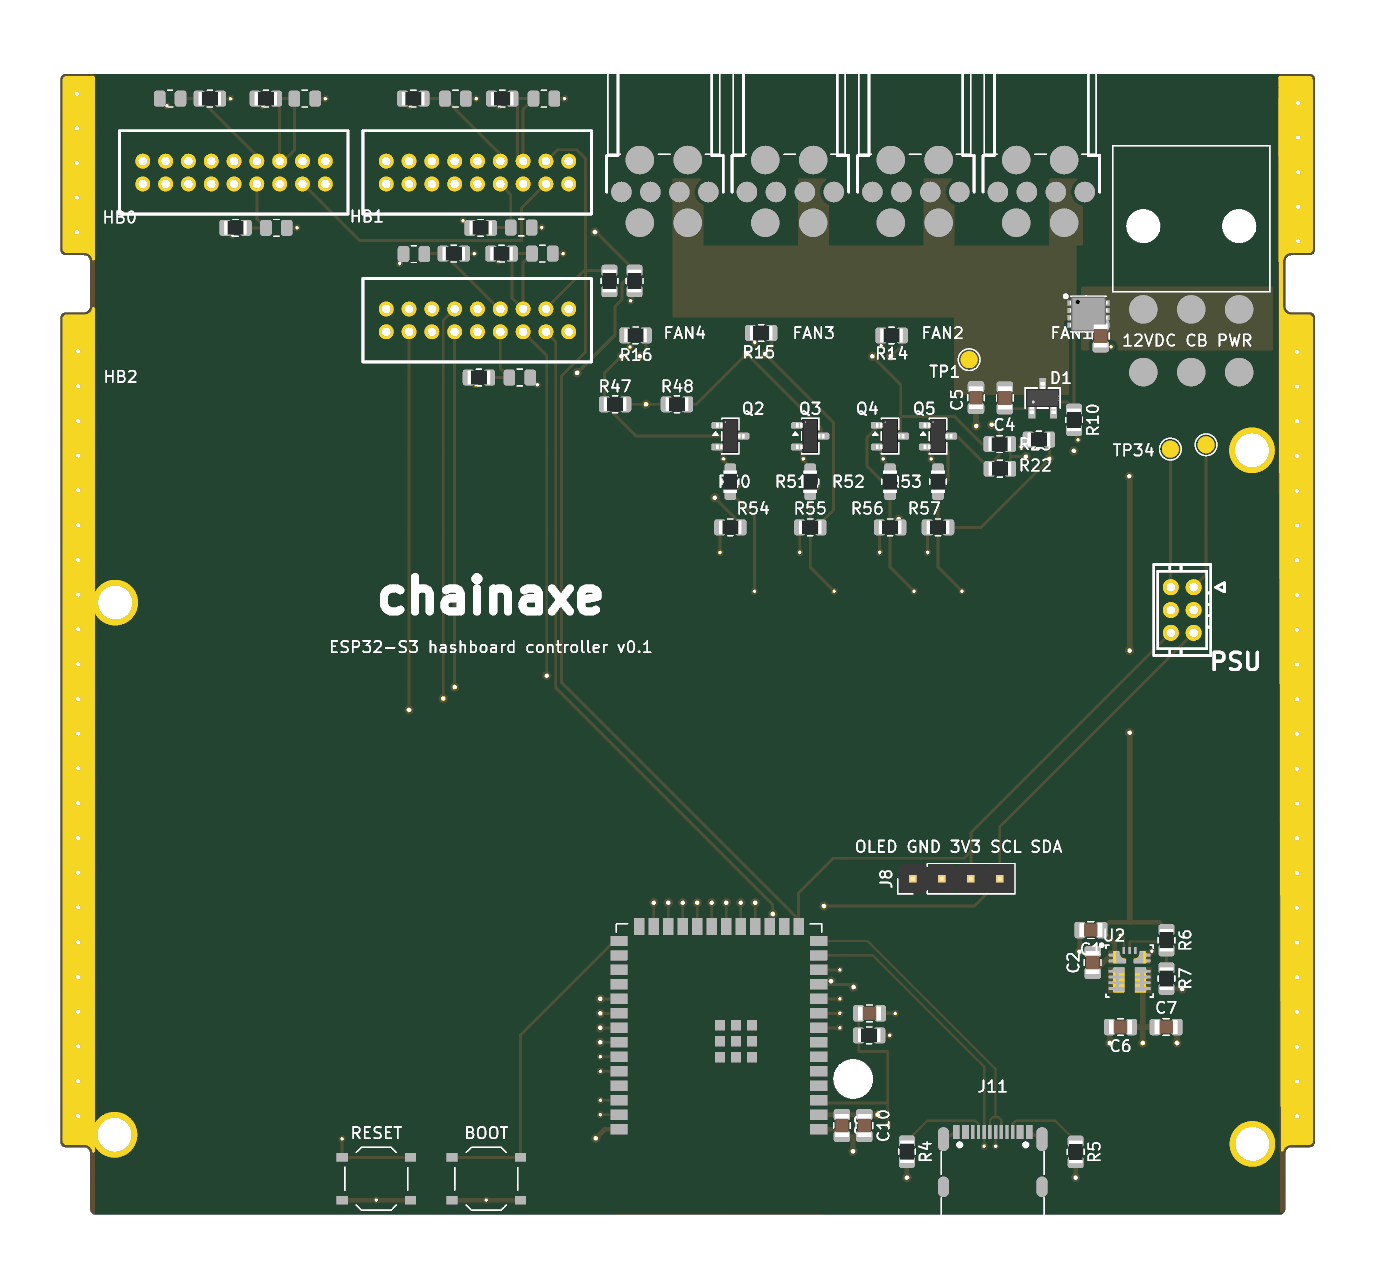 HB0
HB1
FAN4
FAN3
FAN2
FAN1
12VDC CB PWR
R16
R15
R14
TP1
HB2
D1
R47
R48
C5
Q2
Q3
Q4
Q5
C4
R10
TP34
R22
R52
R54
R55
R56
R57
chainaxe
ESP32-S3 hashboard controller v0.1
PSU
OLED GND 3V3 SCL SDA
J8
U2
R6
C2
R7
C7
C6
J11
C10
RESET
BOOT
R4
R5